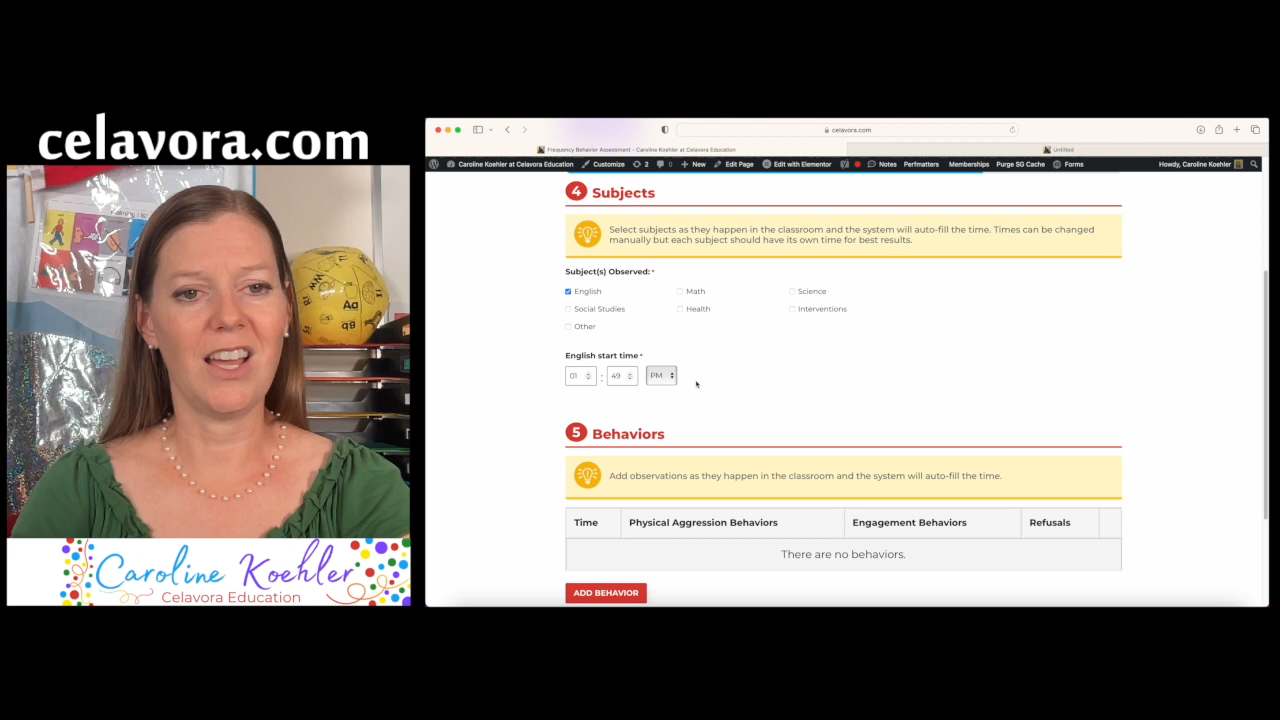 celavora.com
Aa
qg
Caroline Koehler
Celavora Education
celavora.com
Frequency Behavior Assessment - Caroline Koehler at Celavora Education
Untitled
Caroline Koehler at Celavora Education Customize 2 0 New Edit Page Edit with Elementor Notes Perfmatters Memberships Purge SG Cache Forms Howdy, Caroline Koehler
4 Subjects
Select subjects as they happen in the classroom and the system will auto-fill the time. Times can be changed
manually but each subject should have its own time for best results.
Subject(s) Observed: *
English Math Science
Social Studies Health Interventions
Other
English start time *
01 : 49 PM
5 Behaviors
Add observations as they happen in the classroom and the system will auto-fill the time.
Time Physical Aggression Behaviors Engagement Behaviors Refusals
There are no behaviors.
ADD BEHAVIOR